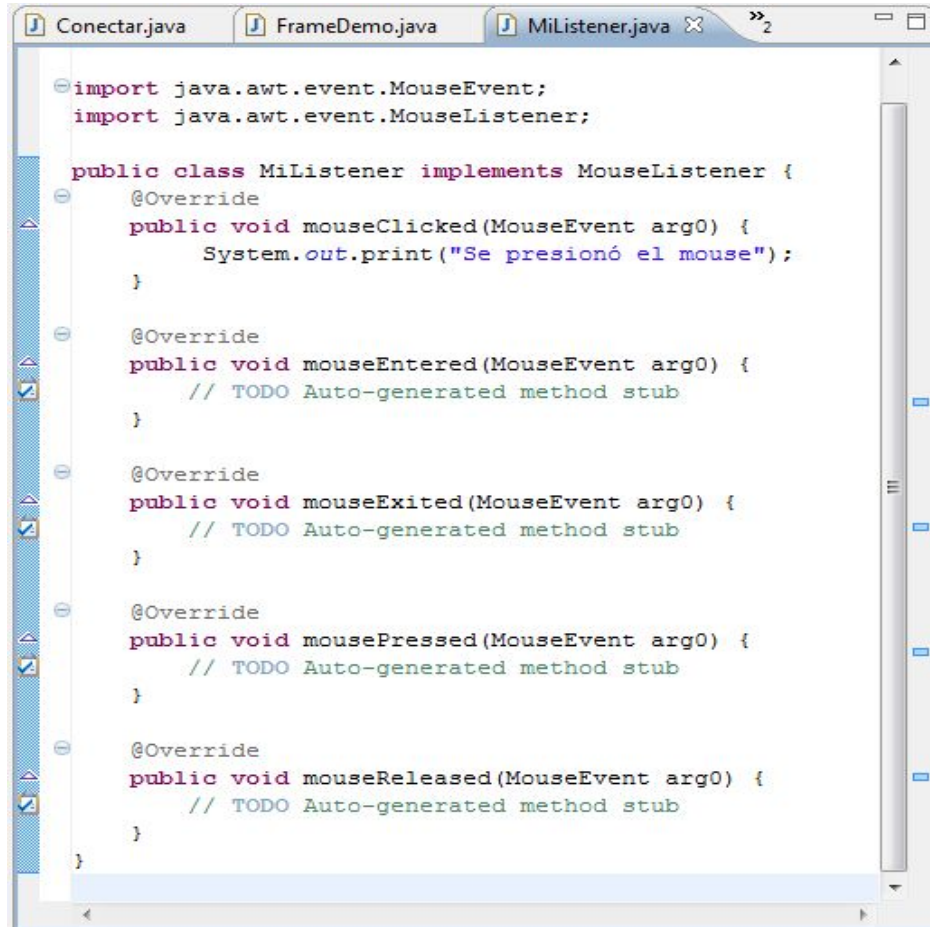 Conectar.java FrameDemo.java MiListener.java »2
import java.awt.event.MouseEvent;
import java.awt.event.MouseListener;
public class MiListener implements MouseListener {
@Override
public void mouseClicked(MouseEvent arg0) {
System.out.print("Se presionó el mouse");
}
@Override
public void mouseEntered(MouseEvent arg0) {
// TODO Auto-generated method stub
}
@Override
public void mouseExited(MouseEvent arg0) {
// TODO Auto-generated method stub
}
@Override
public void mousePressed(MouseEvent arg0) {
// TODO Auto-generated method stub
}
@Override
public void mouseReleased(MouseEvent arg0) {
// TODO Auto-generated method stub
}
}